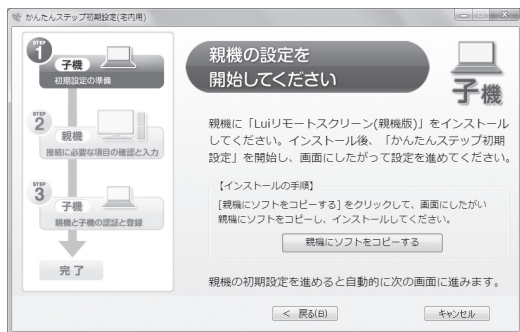 かんたんステップ初期設定(宅内用)
STEP
1
子機
初期設定の準備
STEP
2
親機
接続に必要な項目の確認と入力
STEP
3
子機
親機と子機の認証と登録
完了
親機の設定を
開始してください
子機
親機に「Luiリモートスクリーン(親機版)」をインストール
してください。インストール後、「かんたんステップ初期
設定」を開始し、画面にしたがって設定を進めてください。
【インストールの手順】
[親機にソフトをコピーする]をクリックして、画面にしたがい
親機にソフトをコピーし、インストールしてください。
親機にソフトをコピーする
親機の初期設定を進めると自動的に次の画面に進みます。
< 戻る(B)
キャンセル